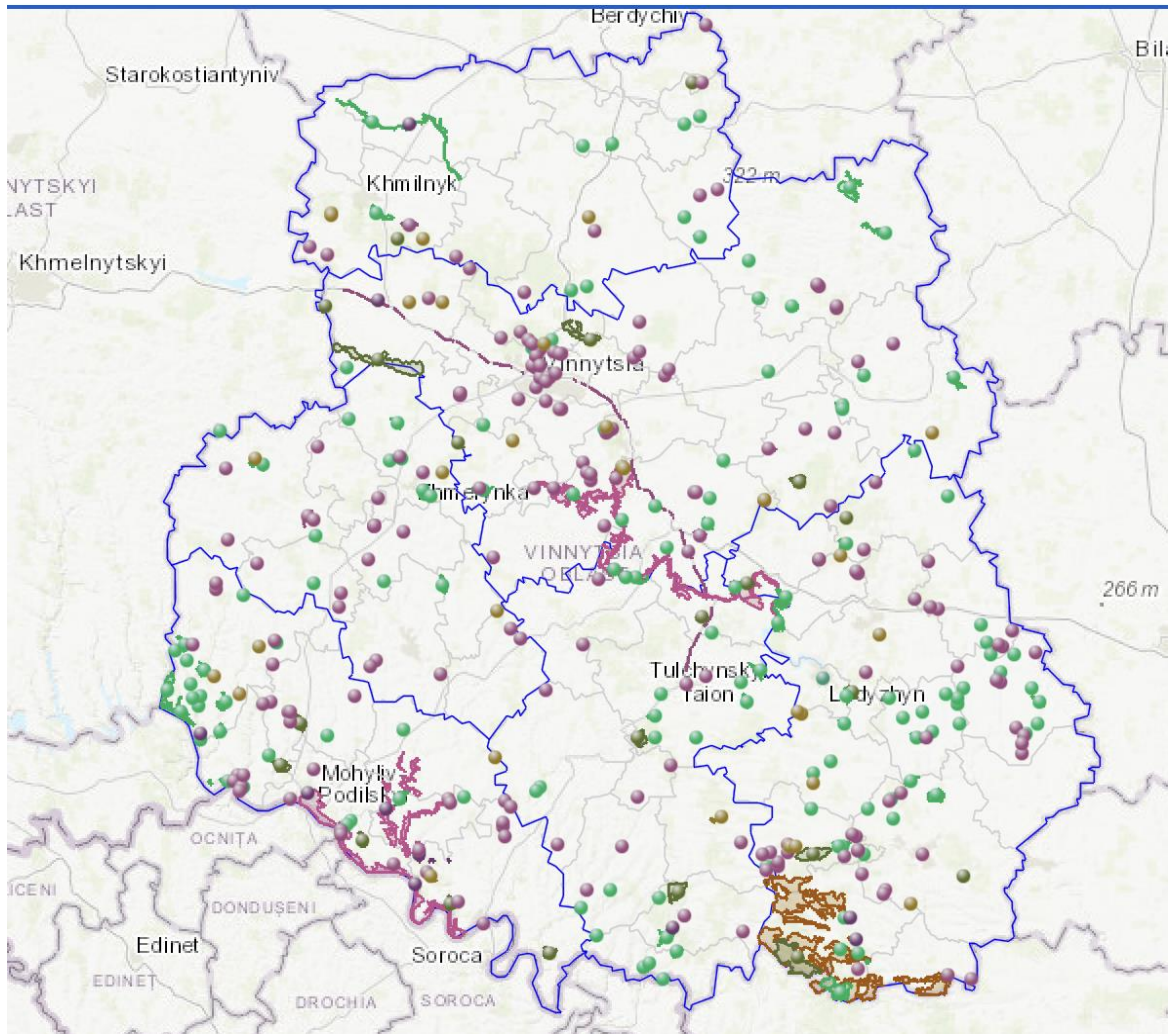 Berdychiv
Bila
Starokostiantyniv
322 m
Khmilnyk
NYTSKYI
LAST
Khmelnytskyi
Vinnytsia
Zhmerynka
VINNYTSIA
OBLAST
266 m
Tulchynskyi
raion
Ladyzhyn
Mohyliv
Podilskyi
OCNIȚA
ICENI
DONDUȘENI
Edinet
Soroca
EDINEȚ
DROCHIA
SOROCA